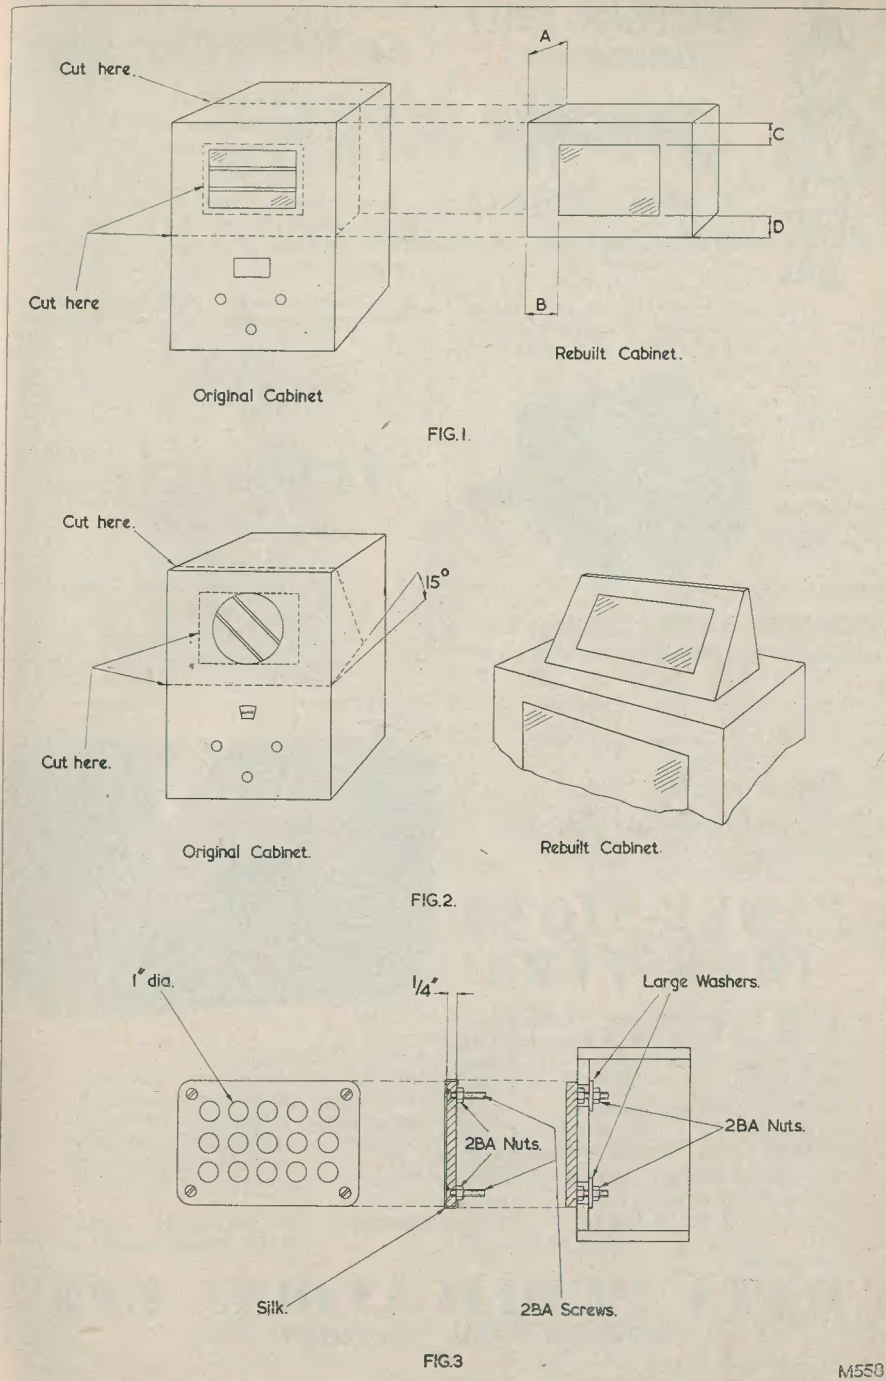 A
Cut here.
C
D
Cut here
B
Rebuilt Cabinet.
Original Cabinet
FIG.1.
Cut here.
15°
Cut here.
Original Cabinet.
Rebuilt Cabinet.
FIG.2.
1" dia.
1/4"
Large Washers.
2BA Nuts.
2BA Nuts.
Silk.
2BA Screws.
FIG.3
M558